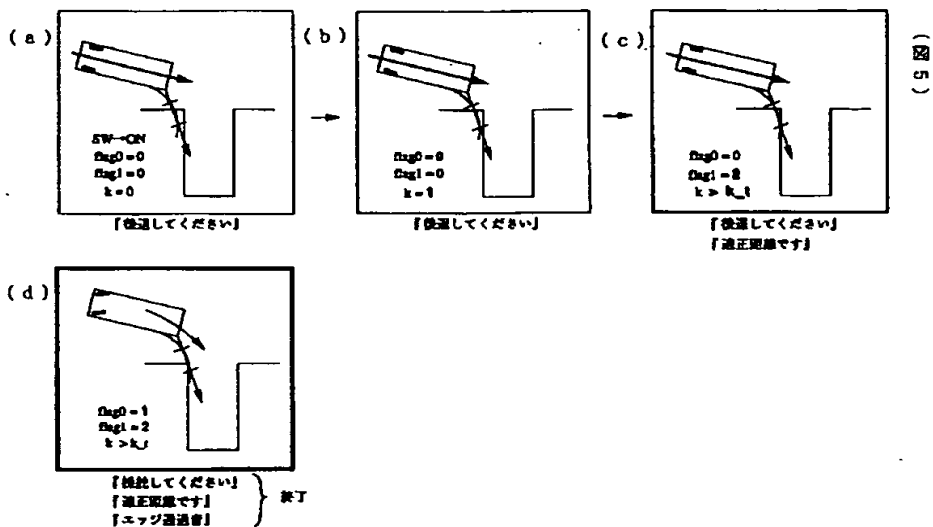 (図5)
(a)
SW→ON
flag0=0
flag1=0
k=0
『後退してください』
(b)
flag0=0
flag1=0
k=1
『後退してください』
(c)
flag0=0
flag1=2
k > k_t
『後退してください』
『適正距離です』
(d)
flag0=1
flag1=2
k >k_t
してください』
『適正距離です』
『エッジ通過音』
終了